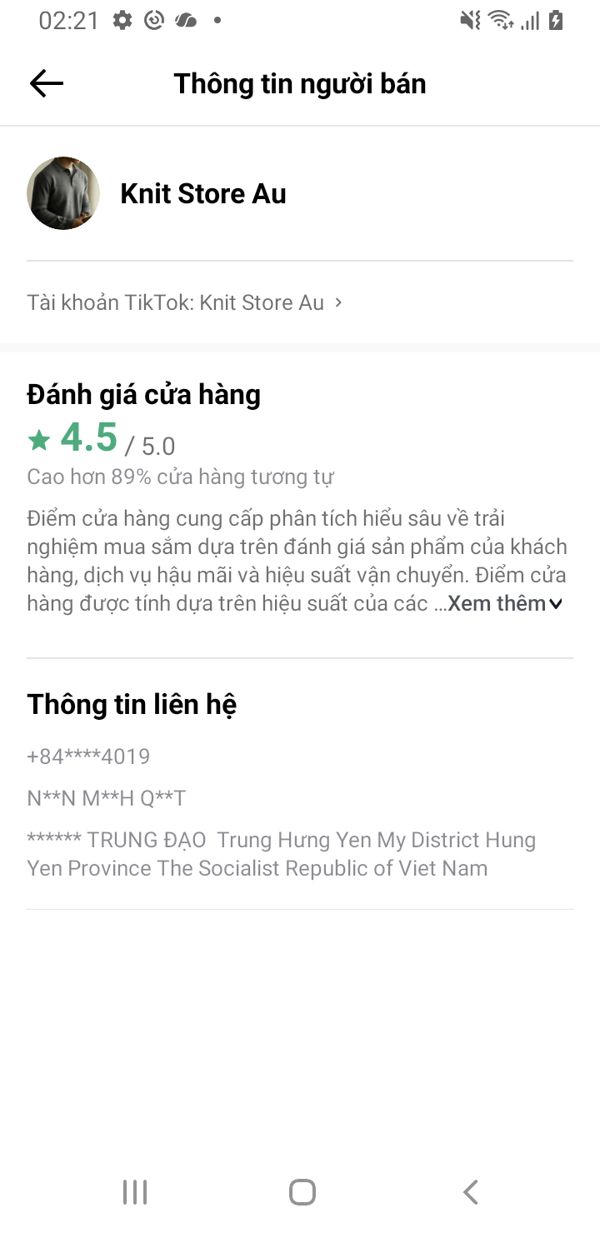 02:21
Thông tin người bán
Knit Store Au
Tài khoản TikTok: Knit Store Au
Đánh giá cửa hàng
4.5 / 5.0
Cao hơn 89% cửa hàng tương tự
Điểm cửa hàng cung cấp phân tích hiểu sâu về trải
nghiệm mua sắm dựa trên đánh giá sản phẩm của khách
hàng, dịch vụ hậu mãi và hiệu suất vận chuyển. Điểm cửa
hàng được tính dựa trên hiệu suất của các ...Xem thêm
Thông tin liên hệ
+84****4019
N**N M**H Q**T
****** TRUNG ĐẠO  Trung Hưng Yen My District Hung
Yen Province The Socialist Republic of Viet Nam